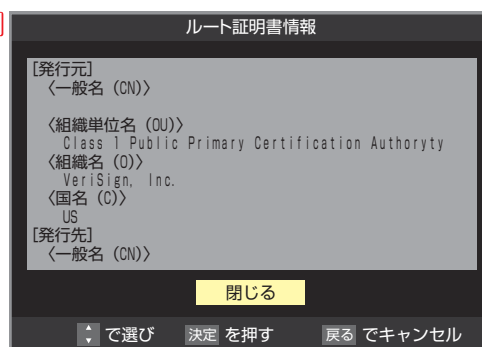 ルート証明書情報
[発行元]
〈一般名（CN）〉
〈組織単位名（OU）〉
Class 1 Public Primary Certification Authoryty
〈組織名（O）〉
VeriSign, Inc.
〈国名（C）〉
US
[発行先]
〈一般名（CN）〉
閉じる
で選び 決定 を押す 戻る でキャンセル